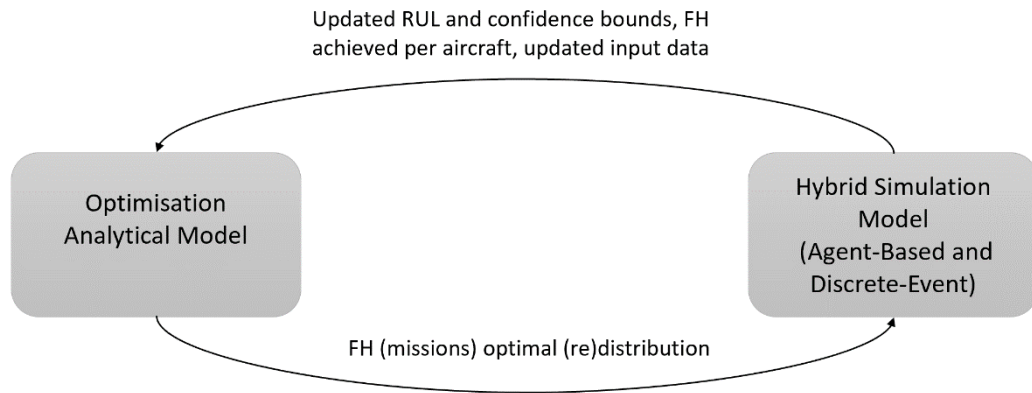 Updated RUL and confidence bounds, FH
achieved per aircraft, updated input data
Optimisation
Analytical Model
Hybrid Simulation
Model
(Agent-Based and
Discrete-Event)
FH (missions) optimal (re)distribution